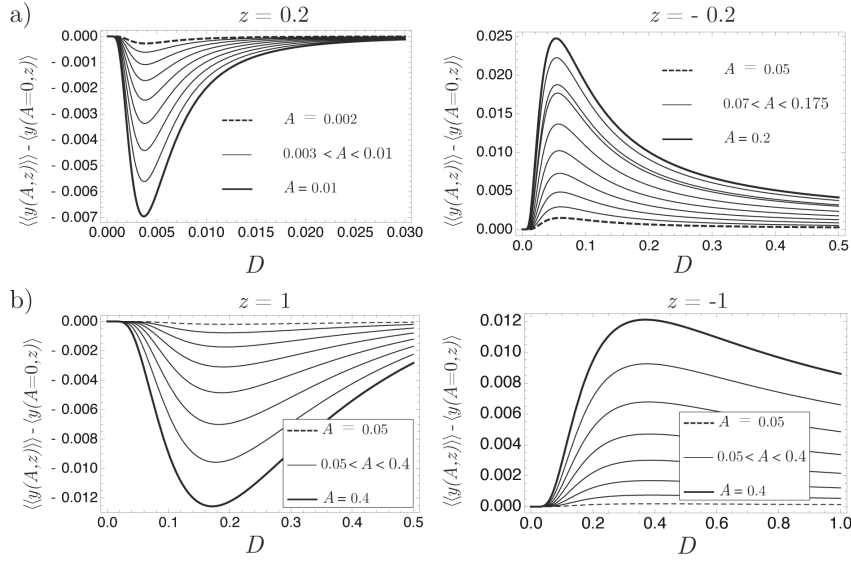 a)
z = 0.2
⟨⟨y(A,z)⟩⟩ - ⟨y(A=0,z)⟩
0.000
- 0.001
- 0.002
- 0.003
- 0.004
- 0.005
- 0.006
- 0.007
A = 0.002
0.003 < A < 0.01
A = 0.01
0.000 0.005 0.010 0.015 0.020 0.025 0.030
D
z = - 0.2
⟨⟨y(A,z)⟩⟩ - ⟨y(A=0,z)⟩
0.025
0.020
0.015
0.010
0.005
0.000
A = 0.05
0.07 < A < 0.175
A = 0.2
0.0 0.1 0.2 0.3 0.4 0.5
D
b)
z = 1
⟨⟨y(A,z)⟩⟩ - ⟨y(A=0,z)⟩
0.000
- 0.002
- 0.004
- 0.006
- 0.008
- 0.010
- 0.012
A = 0.05
0.05 < A < 0.4
A = 0.4
0.0 0.1 0.2 0.3 0.4 0.5
D
z = -1
⟨⟨y(A,z)⟩⟩ - ⟨y(A=0,z)⟩
0.012
0.010
0.008
0.006
0.004
0.002
0.000
A = 0.05
0.05 < A < 0.4
A = 0.4
0.0 0.2 0.4 0.6 0.8 1.0
D